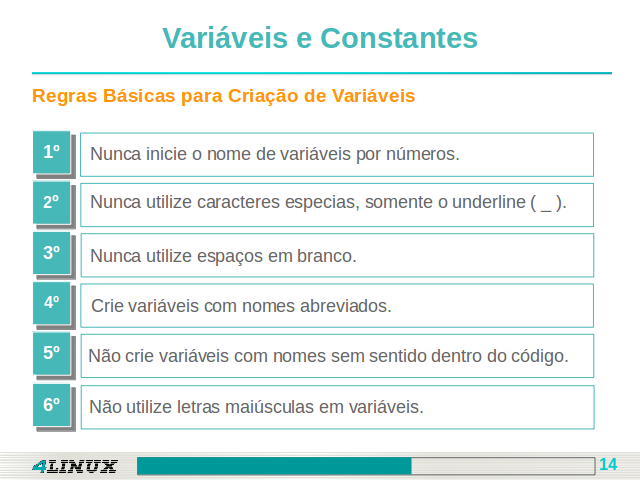 Variáveis e Constantes
Regras Básicas para Criação de Variáveis
1º Nunca inicie o nome de variáveis por números.
2º Nunca utilize caracteres especias, somente o underline ( _ ).
3º Nunca utilize espaços em branco.
4º Crie variáveis com nomes abreviados.
5º Não crie variáveis com nomes sem sentido dentro do código.
6º Não utilize letras maiúsculas em variáveis.
4LINUX 14